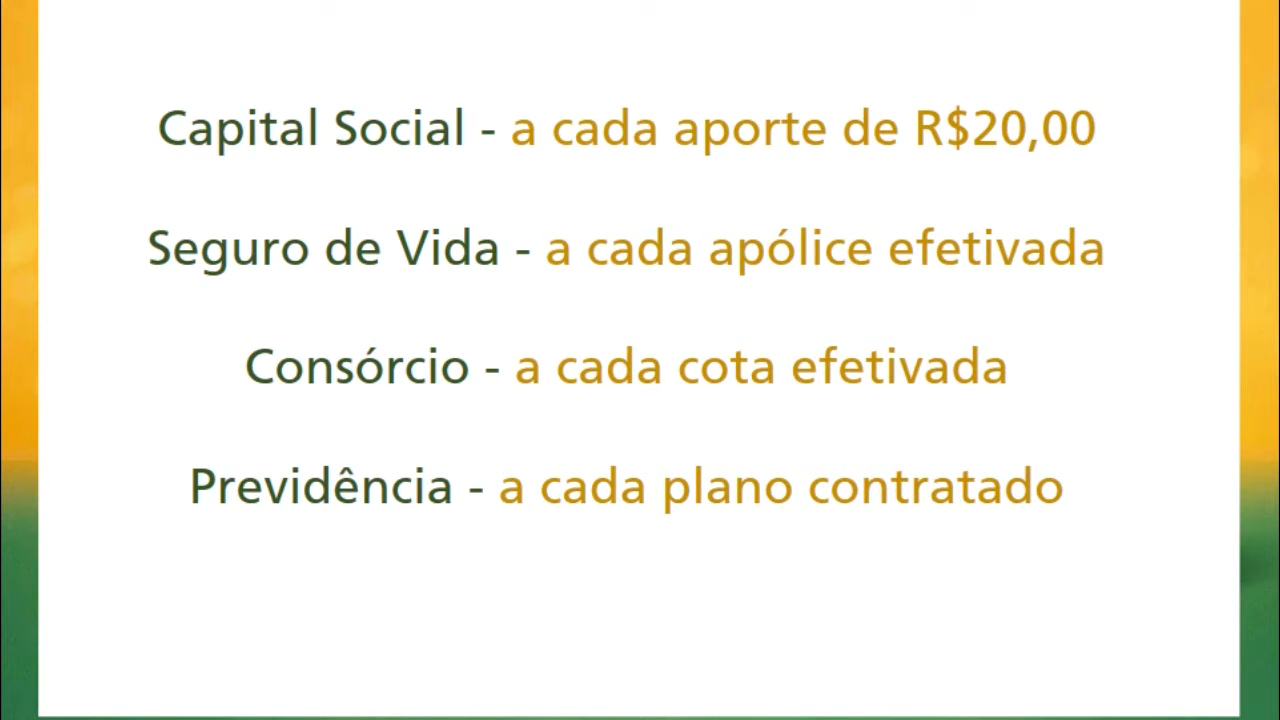 Capital Social - a cada aporte de R$20,00
Seguro de Vida - a cada apólice efetivada
Consórcio - a cada cota efetivada
Previdência - a cada plano contratado